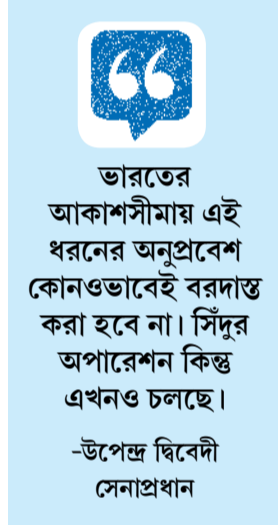 ভারতের
আকাশসীমায় এই
ধরনের অনুপ্রবেশ
কোনওভাবেই বরদাস্ত
করা হবে না। সিঁদুর
অপারেশন কিন্তু
এখনও চলছে।
-উপেন্দ্র দ্বিবেদী
সেনাপ্রধান